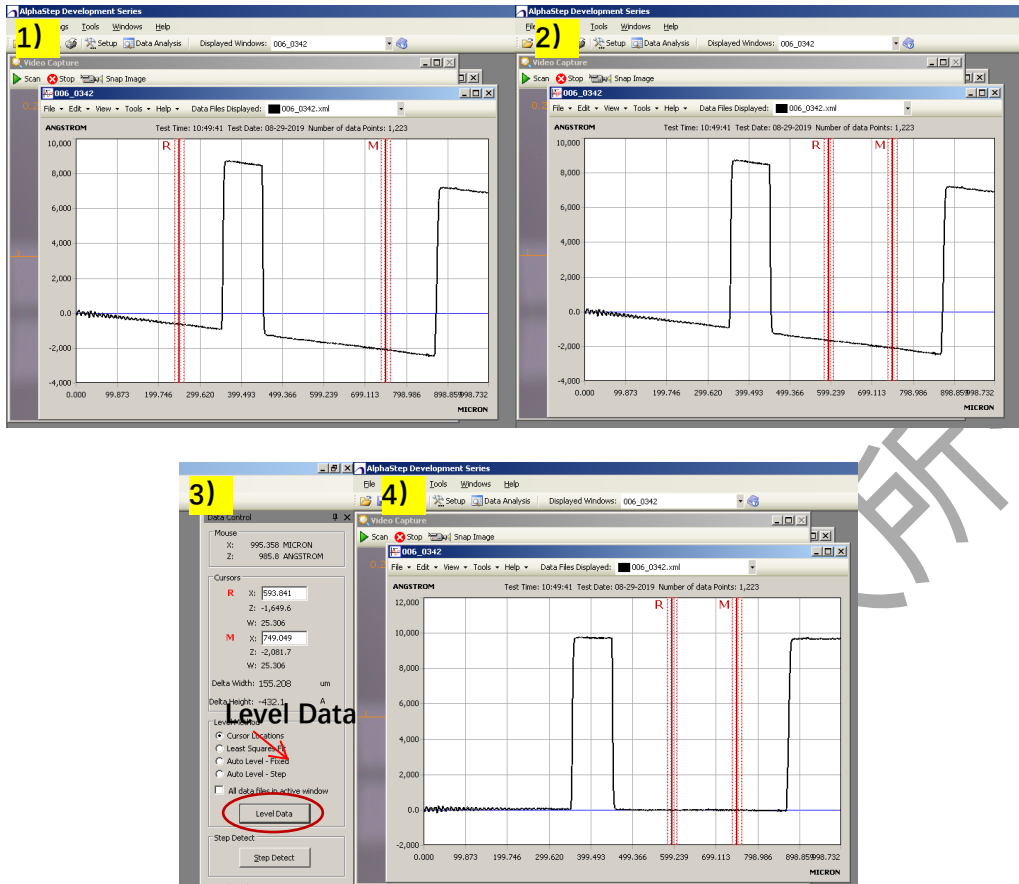 1)
AlphaStep Development Series
Tools Windows Help
Setup Data Analysis Displayed Windows: 006_0342
Video Capture
Scan Stop Snap Image
006_0342
File Edit View Tools Help Data Files Displayed: 006_0342.xml
ANGSTROM Test Time: 10:49:41 Test Date: 08-29-2019 Number of data Points: 1,223
R M
10,000
8,000
6,000
4,000
2,000
0.0
-2,000
-4,000
0.000 99.873 199.746 299.620 399.493 499.366 599.239 699.113 798.986 898.859 998.732
MICRON
2)
AlphaStep Development Series
Tools Windows Help
Setup Data Analysis Displayed Windows: 006_0342
Video Capture
Scan Stop Snap Image
006_0342
File Edit View Tools Help Data Files Displayed: 006_0342.xml
ANGSTROM Test Time: 10:49:41 Test Date: 08-29-2019 Number of data Points: 1,223
R M
10,000
8,000
6,000
4,000
2,000
0.0
-2,000
-4,000
0.000 99.873 199.746 299.620 399.493 499.366 599.239 699.113 798.986 898.859 998.732
MICRON
3)
Data Control
Mouse
X: 995.358 MICRON
Z: 985.8 ANGSTROM
Cursors
R X: 593.841
Z: -1,649.6
W: 25.306
M X: 749.049
Z: -2,081.7
W: 25.306
Delta Width: 155.208 um
Delta Height: -432.1 A
Level Data
Level Method
Cursor Locations
Least Squares Fit
Auto Level - Fixed
Auto Level - Step
All data files in active window
Level Data
Step Detect
Step Detect
4)
AlphaStep Development Series
File Tools Windows Help
Setup Data Analysis Displayed Windows: 006_0342
Video Capture
Scan Stop Snap Image
006_0342
File Edit View Tools Help Data Files Displayed: 006_0342.xml
ANGSTROM Test Time: 10:49:41 Test Date: 08-29-2019 Number of data Points: 1,223
R M
12,000
10,000
8,000
6,000
4,000
2,000
0.0
-2,000
0.000 99.873 199.746 299.620 399.493 499.366 599.239 699.113 798.986 898.859 998.732
MICRON
所